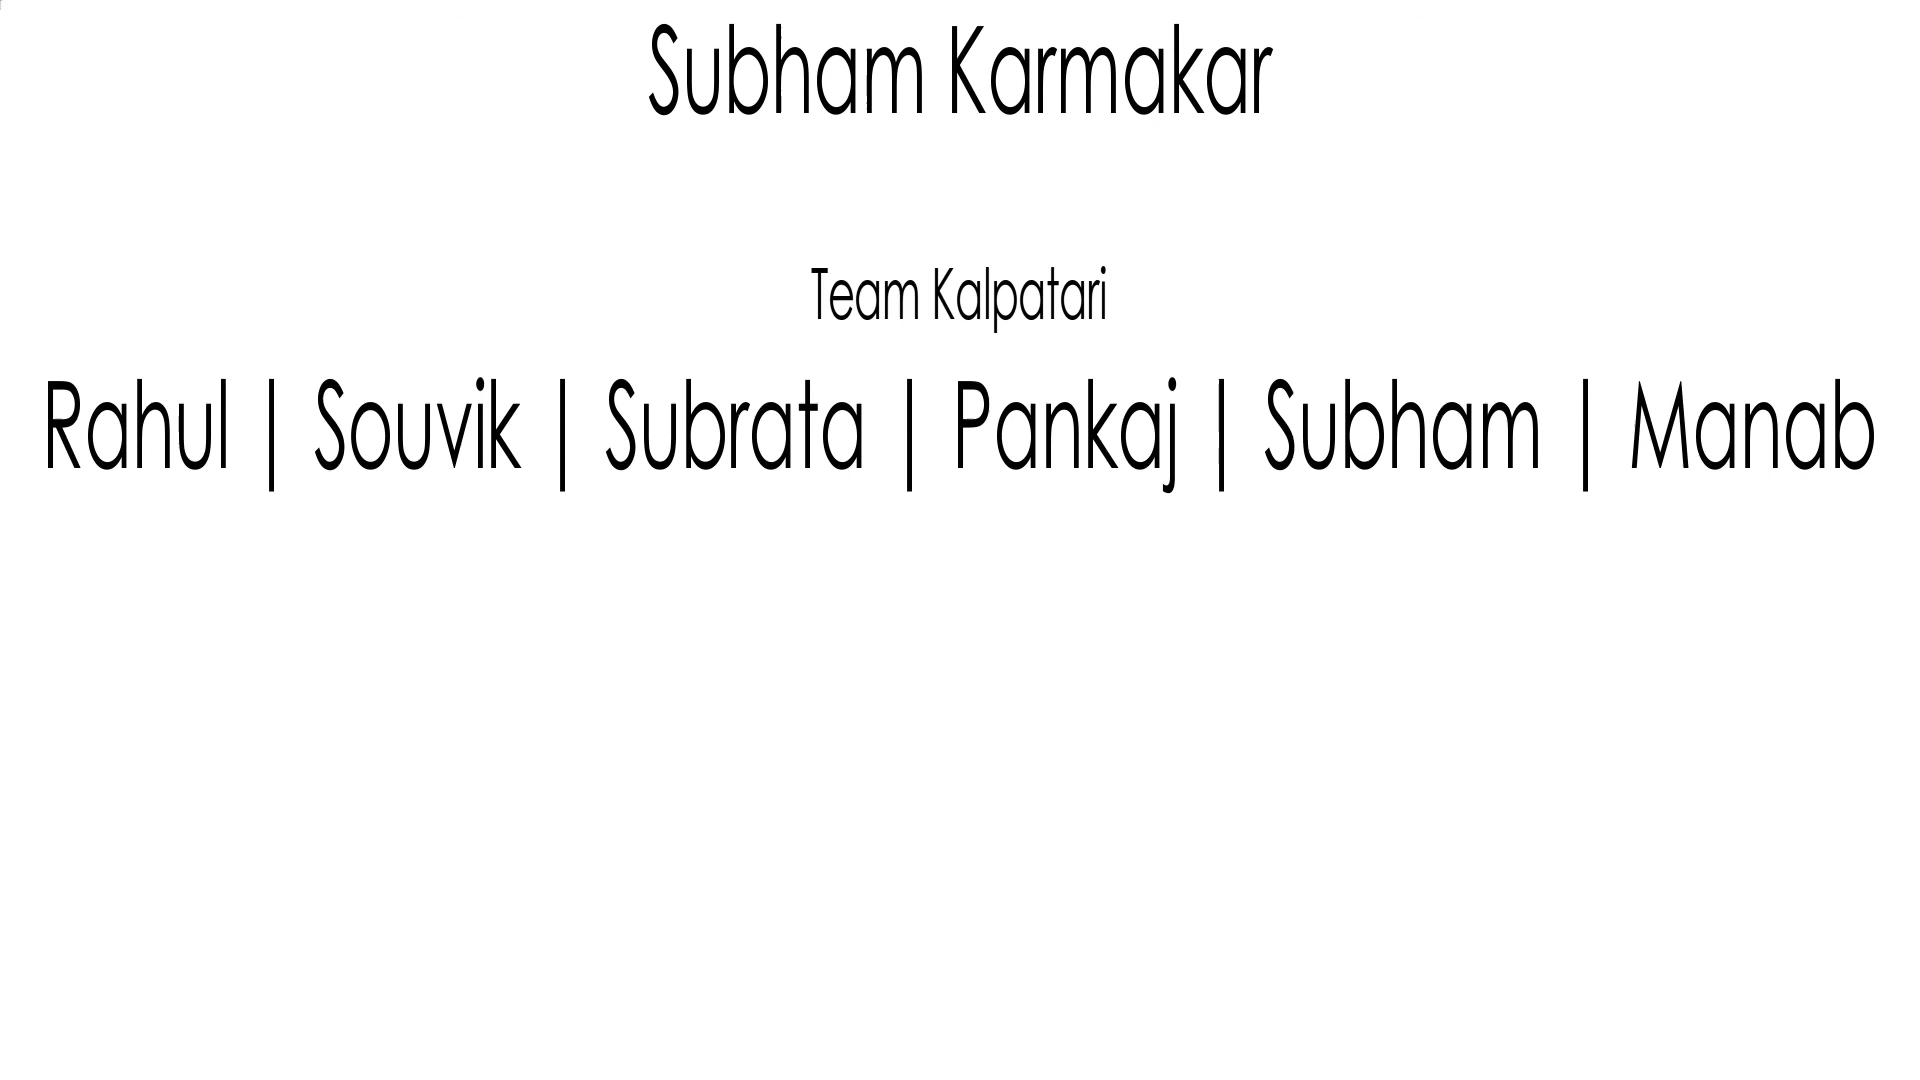 Subham Karmakar
Team Kalpatari
Rahul | Souvik | Subrata | Pankaj | Subham | Manab